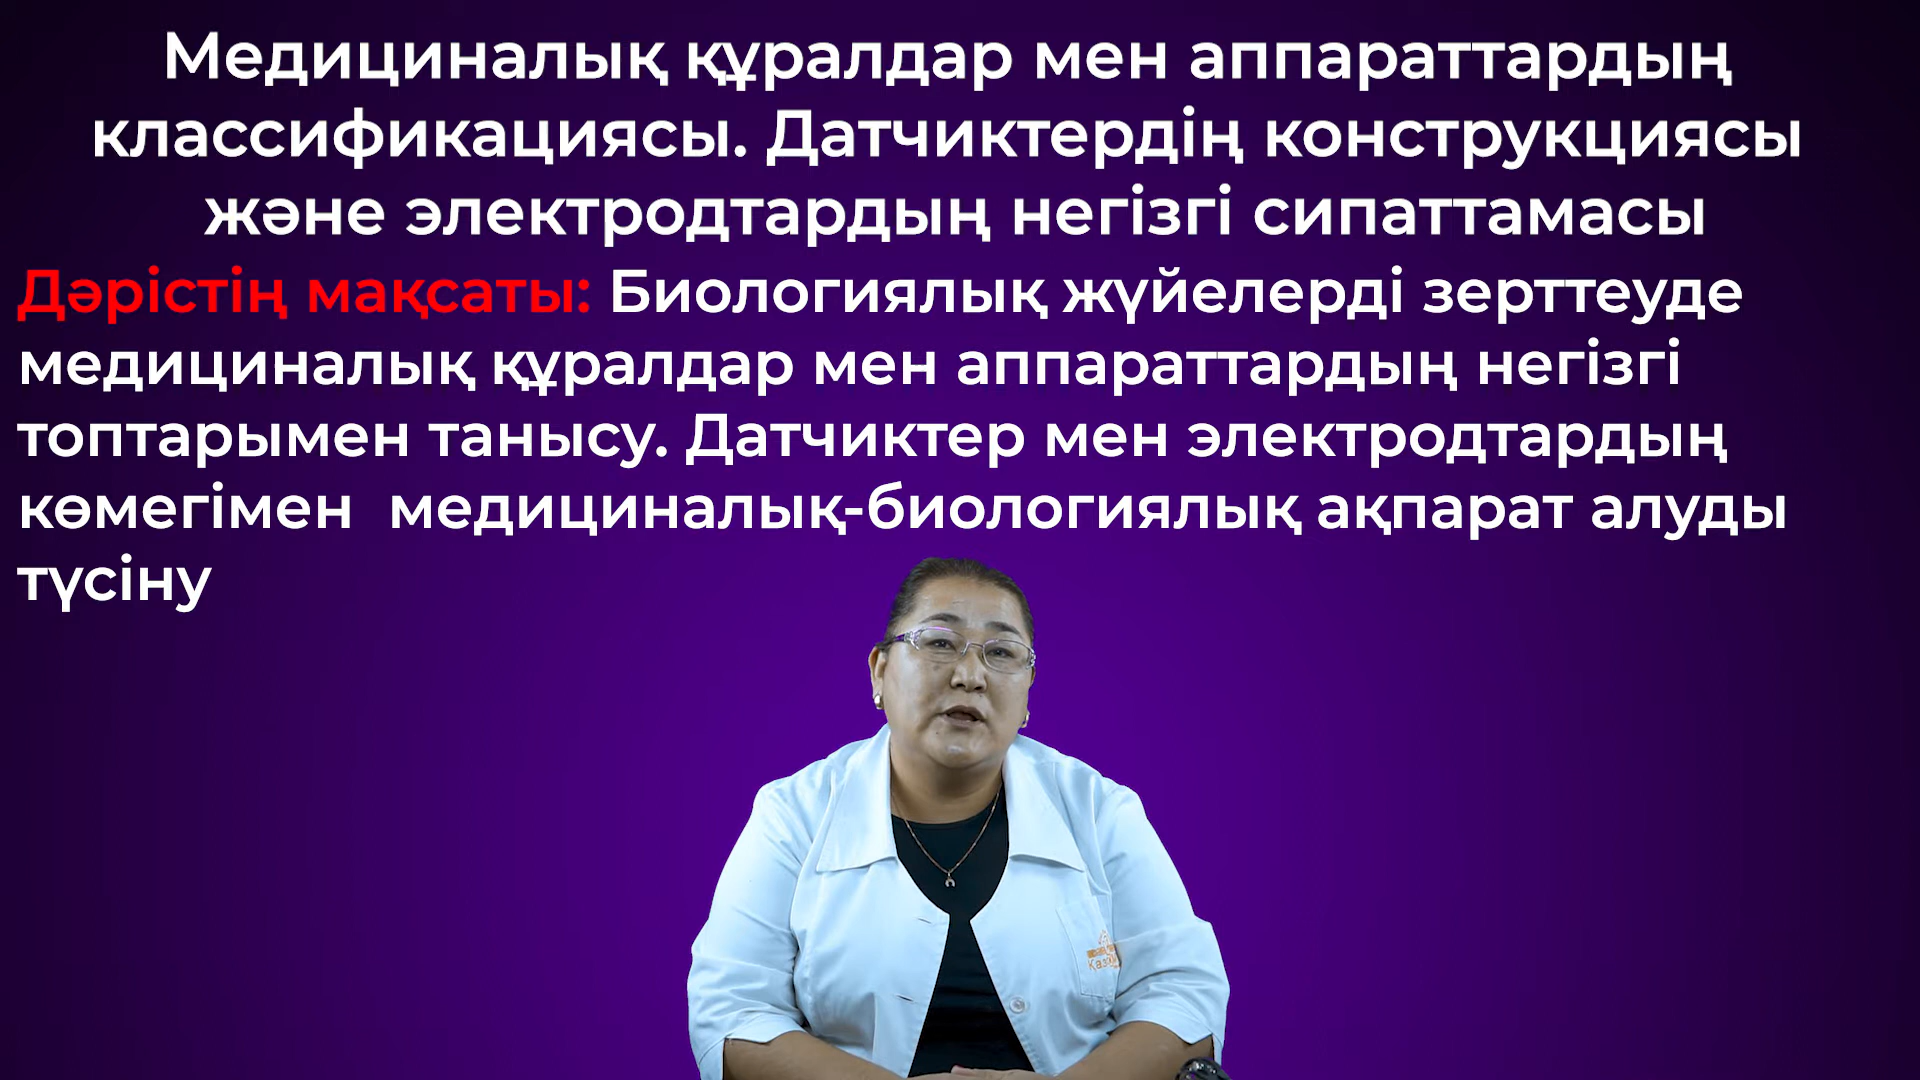 Медициналық құралдар мен аппараттардың
классификациясы. Датчиктердің конструкциясы
және электродтардың негізгі сипаттамасы
Дәрістің мақсаты: Биологиялық жүйелерді зерттеуде
медициналық құралдар мен аппараттардың негізгі
топтарымен танысу. Датчиктер мен электродтардың
көмегімен медициналық-биологиялық ақпарат алуды
түсіну